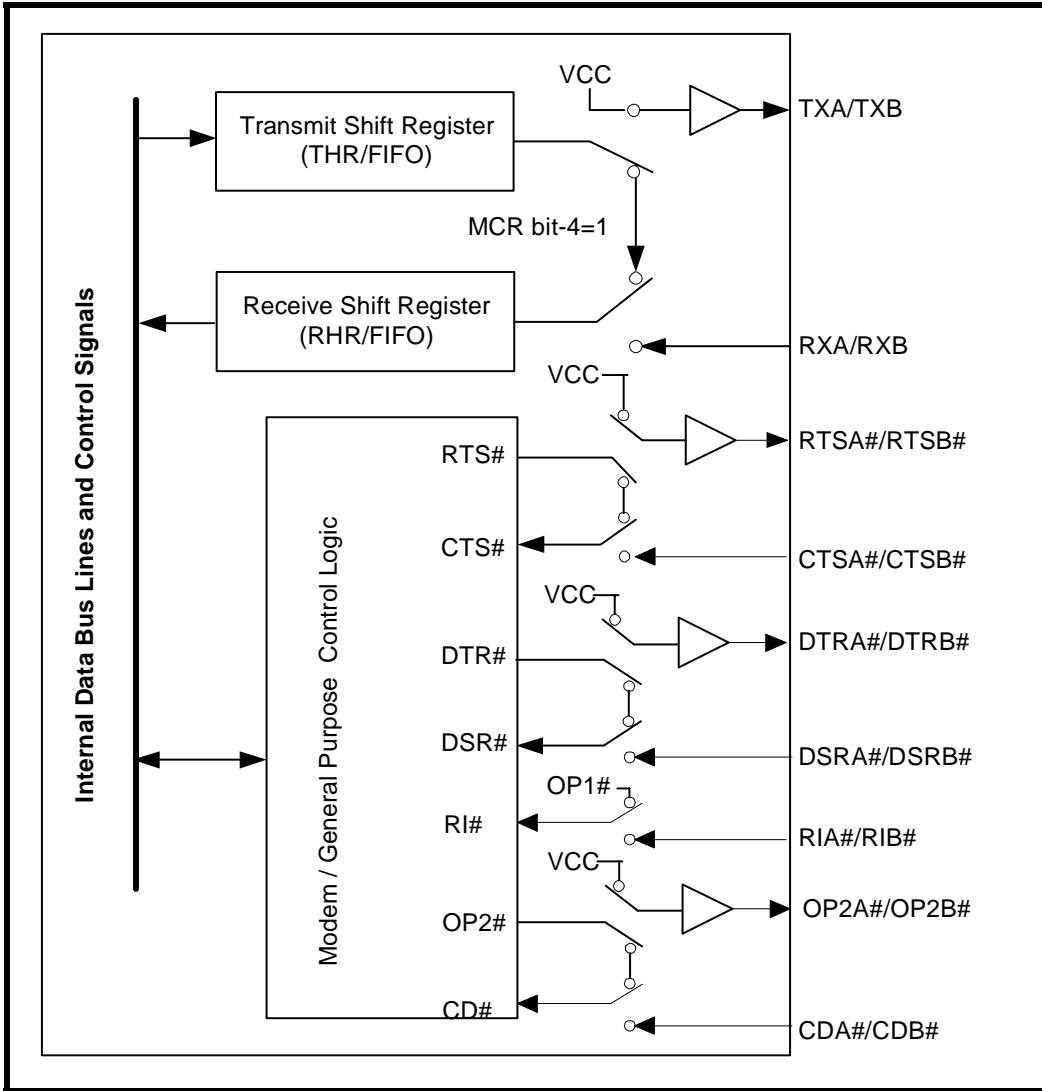 VCC
TXA/TXB
Transmit Shift Register
(THR/FIFO)
MCR bit-4=1
Receive Shift Register
(RHR/FIFO)
RXA/RXB
VCC
RTSA#/RTSB#
RTS#
CTS#
CTSA#/CTSB#
VCC
DTRA#/DTRB#
DTR#
DSR#
DSRA#/DSRB#
OP1#
RI#
RIA#/RIB#
VCC
OP2A#/OP2B#
OP2#
CD#
CDA#/CDB#
Internal Data Bus Lines and Control Signals
Modem / General Purpose Control Logic